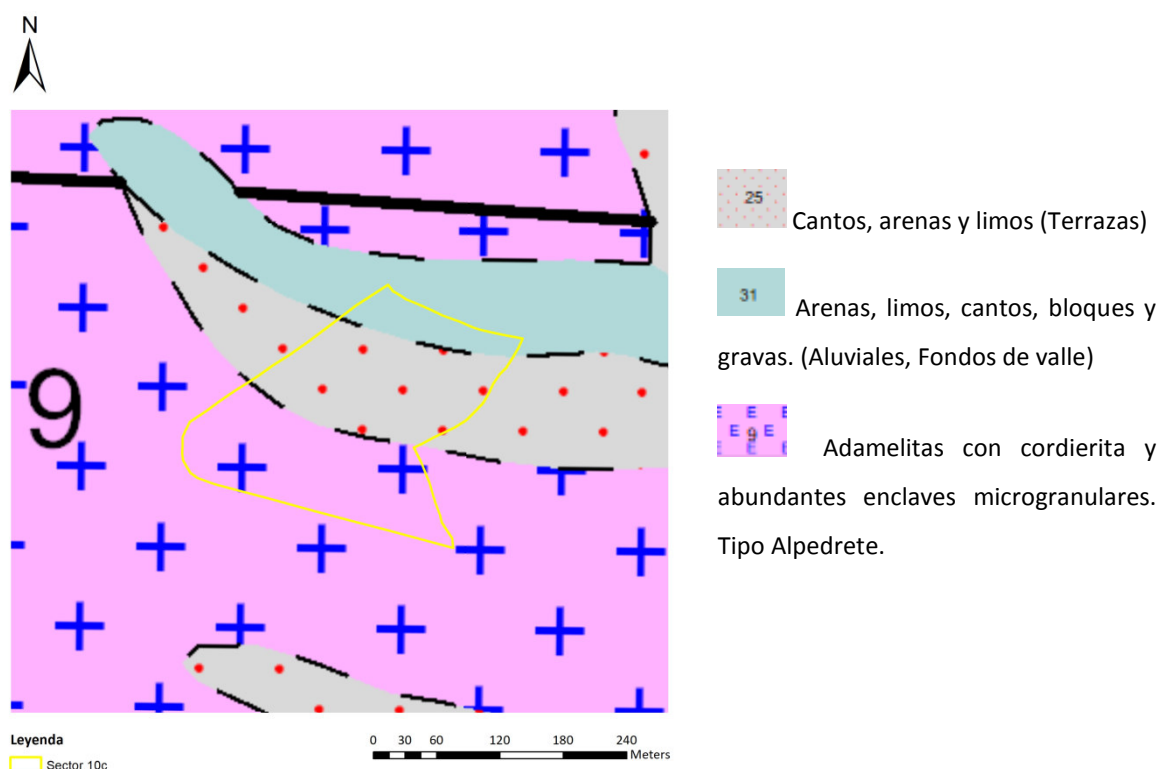 N
9
25 Cantos, arenas y limos (Terrazas)
31 Arenas, limos, cantos, bloques y
gravas. (Aluviales, Fondos de valle)
E E E
E 9 E
E E E
Adamelitas con cordierita y
abundantes enclaves microgranulares.
Tipo Alpedrete.
Leyenda
Sector 10c
0 30 60 120 180 240
Meters